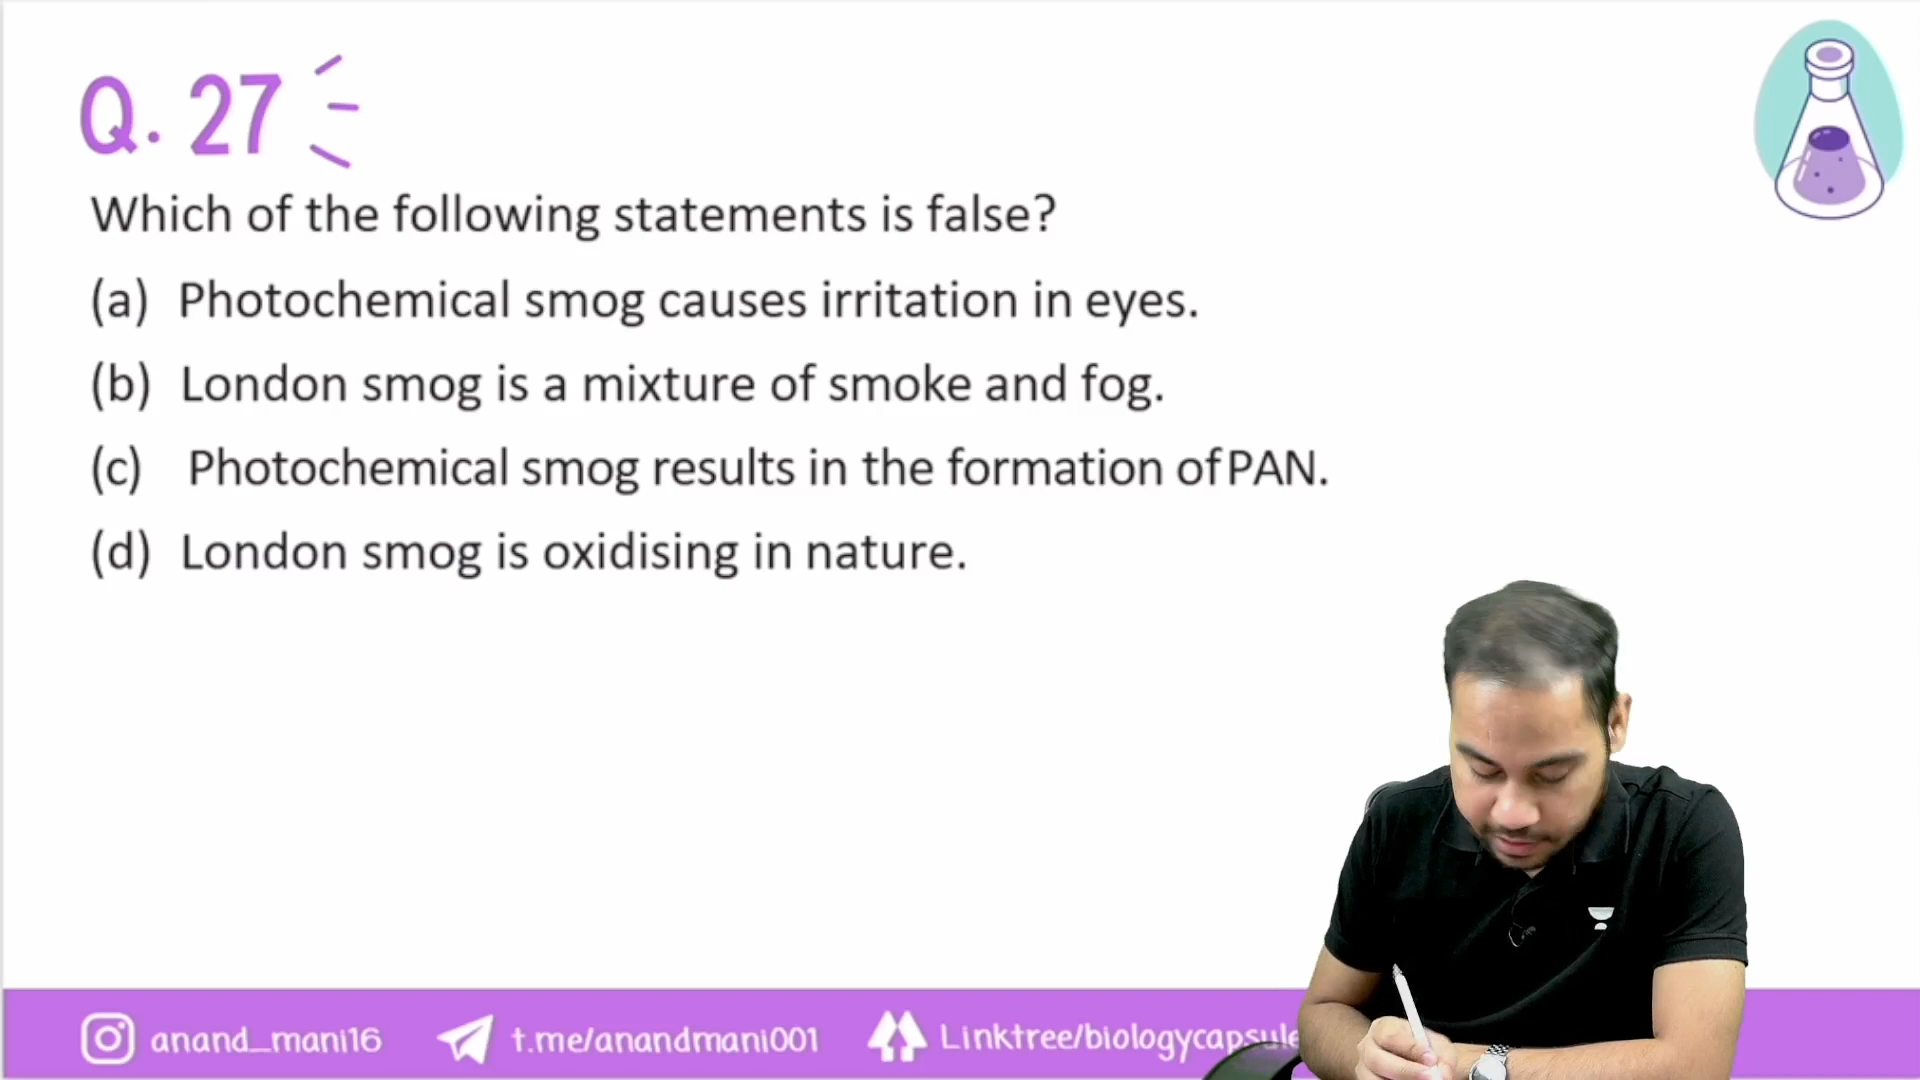 Q. 27
Which of the following statements is false?
(a) Photochemical smog causes irritation in eyes.
(b) London smog is a mixture of smoke and fog.
(c) Photochemical smog results in the formation of PAN.
(d) London smog is oxidising in nature.
anand_mani16 t.me/anandmani001 Linktree/biologycapsule